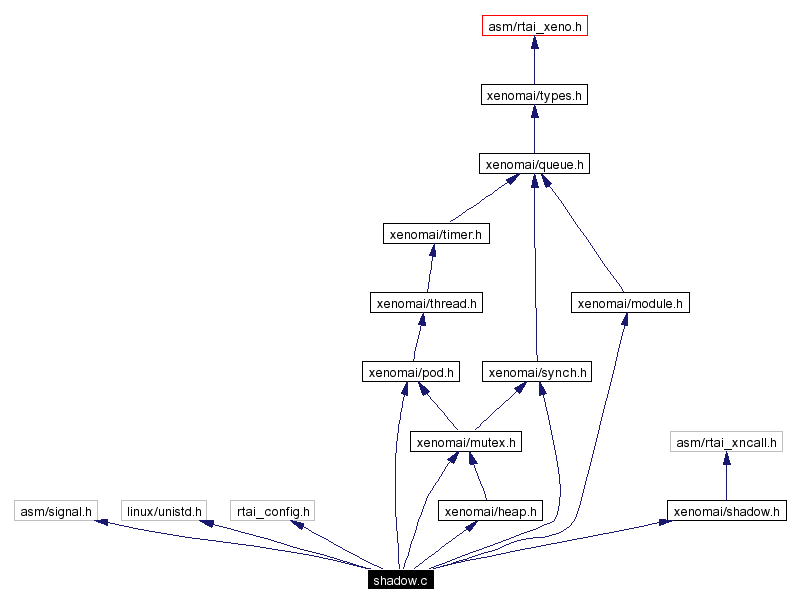 asm/rtai_xeno.h
xenomai/types.h
xenomai/queue.h
xenomai/timer.h
xenomai/thread.h
xenomai/module.h
xenomai/pod.h
xenomai/synch.h
xenomai/mutex.h
asm/rtai_xncall.h
asm/signal.h
linux/unistd.h
rtai_config.h
xenomai/heap.h
xenomai/shadow.h
shadow.c